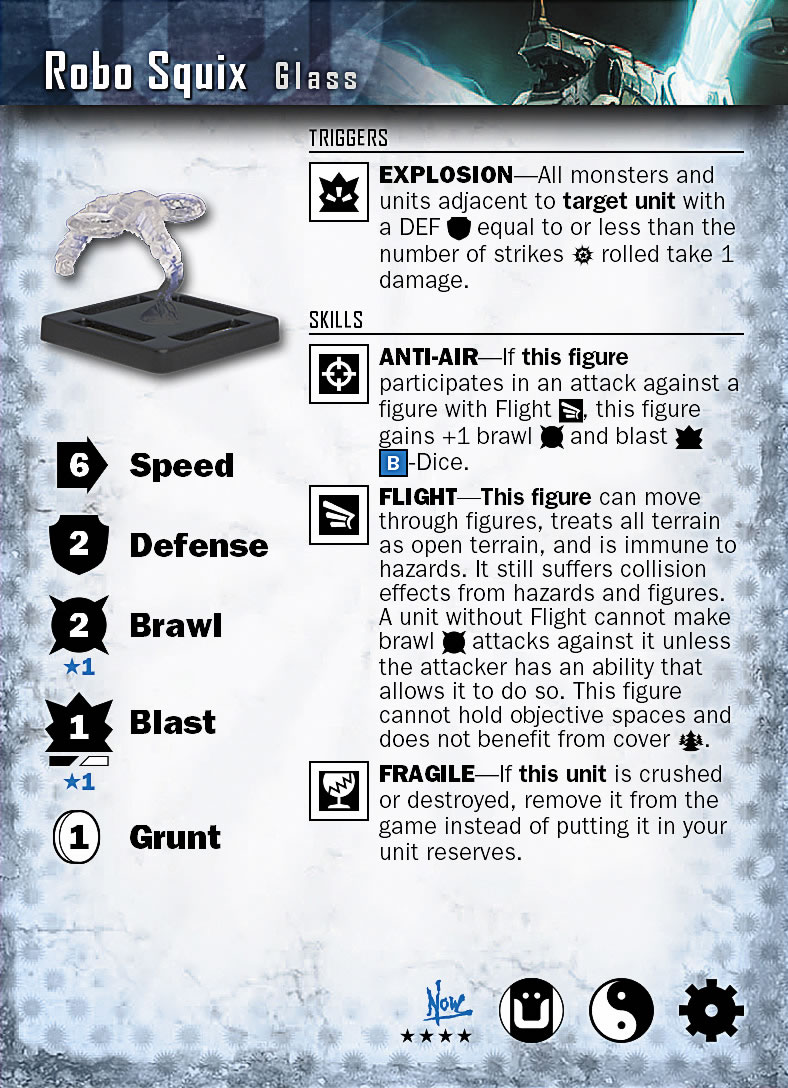 Robo Squix Glass
TRIGGERS
EXPLOSION—All monsters and
units adjacent to target unit with
a DEF equal to or less than the
number of strikes rolled take 1
damage.
SKILLS
ANTI-AIR—If this figure
participates in an attack against a
figure with Flight , this figure
gains +1 brawl and blast
B-Dice.
FLIGHT—This figure can move
through figures, treats all terrain
as open terrain, and is immune to
hazards. It still suffers collision
effects from hazards and figures.
A unit without Flight cannot make
brawl attacks against it unless
the attacker has an ability that
allows it to do so. This figure
cannot hold objective spaces and
does not benefit from cover .
FRAGILE—If this unit is crushed
or destroyed, remove it from the
game instead of putting it in your
unit reserves.
6 Speed
2 Defense
2 Brawl
★1
1 Blast
★1
1 Grunt
Now
★★★★